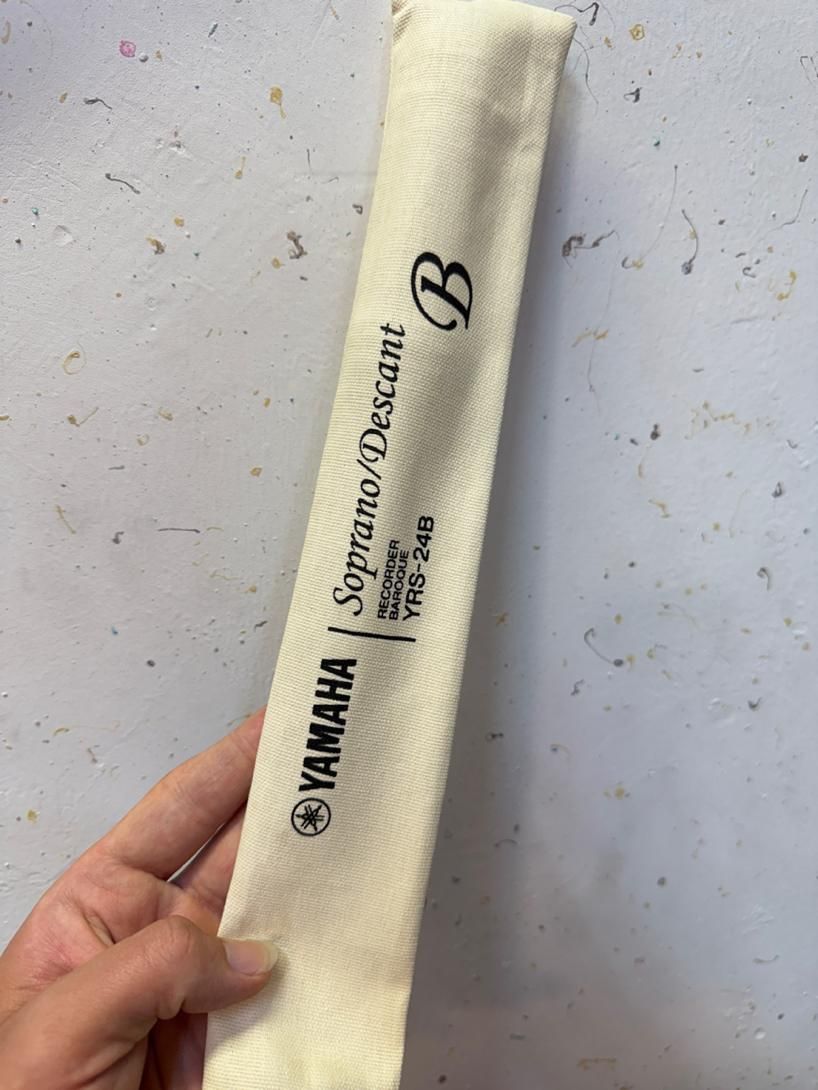 YAMAHA
Soprano/Descant
RECORDER
BAROQUE
YRS-24B
B